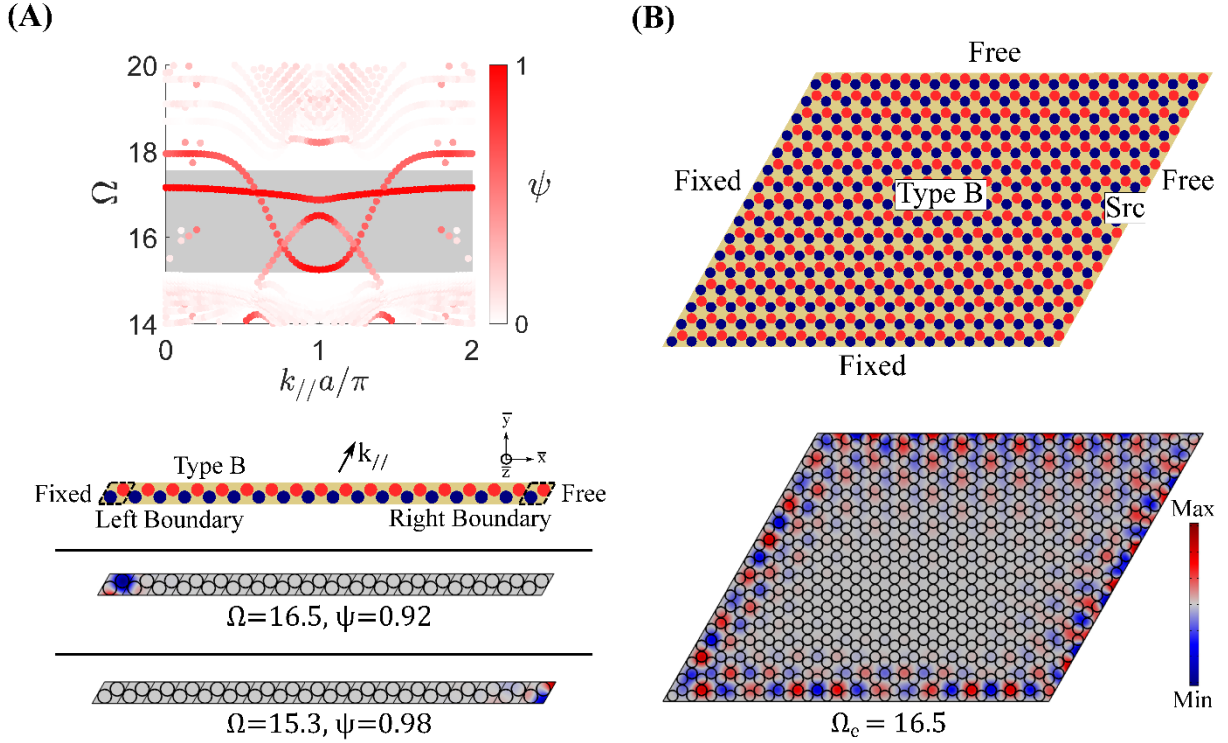 (A)
20
18
16
14
Ω
0
1
2
k// a/π
1
0
ψ
Type B
k//
y
z
x
Fixed
Free
Left Boundary
Right Boundary
Ω=16.5, ψ=0.92
Ω=15.3, ψ=0.98
(B)
Free
Fixed
Type B
Src
Free
Fixed
Max
Min
Ωe = 16.5